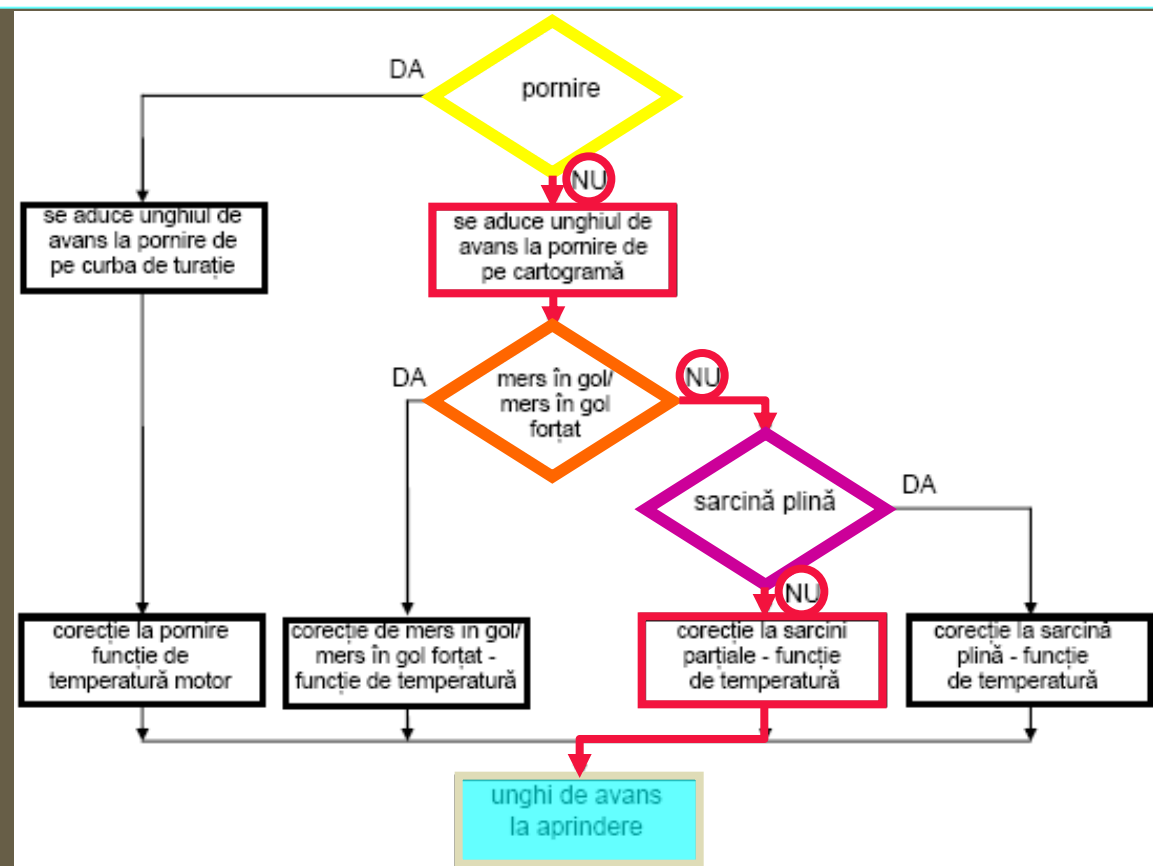 DA
pornire
NU
se aduce unghiul de
avans la pornire de
pe curba de turație
se aduce unghiul de
avans la pornire de
pe cartogramă
DA
mers în gol/
mers în gol
forțat
NU
sarcină plină
DA
NU
corecție la pornire
funcție de
temperatură motor
corecție de mers în gol/
mers în gol forțat -
funcție de temperatură
corecție la sarcini
parțiale - funcție
de temperatură
corecție la sarcină
plină - funcție
de temperatură
unghi de avans
la aprindere